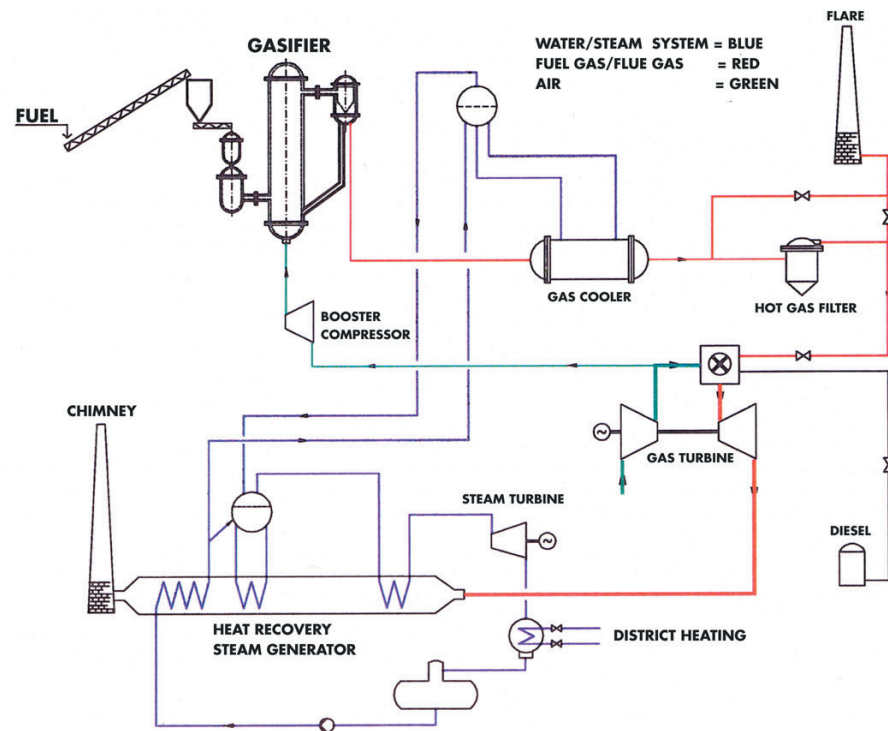 FLARE
GASIFIER
WATER/STEAM SYSTEM = BLUE
FUEL GAS/FLUE GAS = RED
AIR = GREEN
FUEL
GAS COOLER
HOT GAS FILTER
BOOSTER
COMPRESSOR
CHIMNEY
GAS TURBINE
STEAM TURBINE
DIESEL
HEAT RECOVERY
STEAM GENERATOR
DISTRICT HEATING